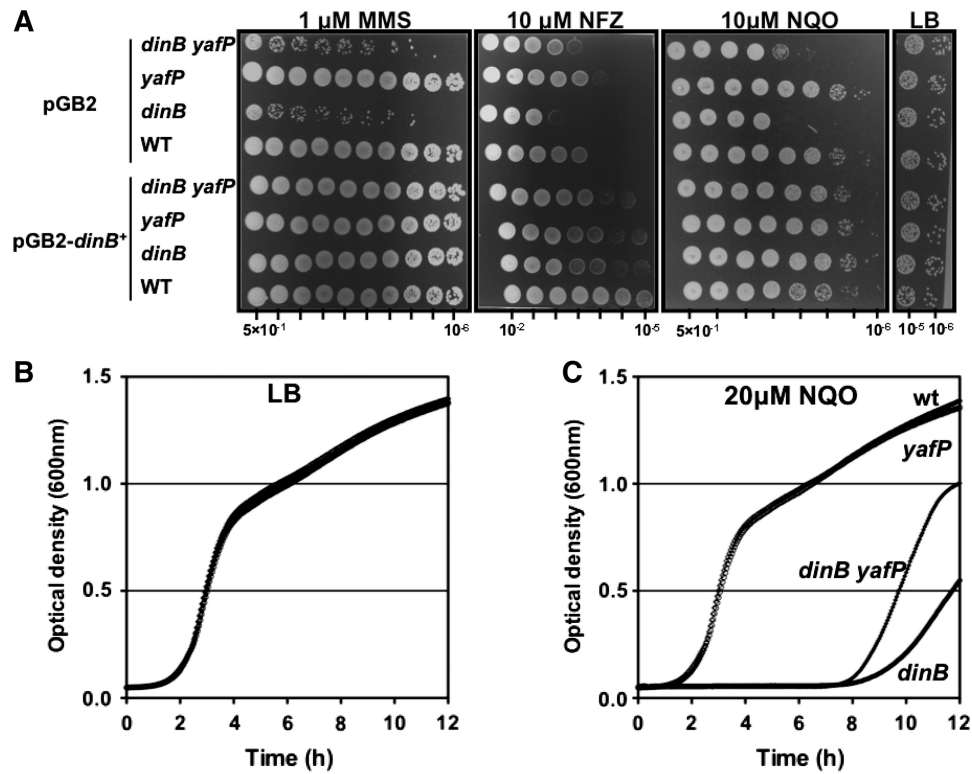 A
1 µM MMS 10 µM NFZ 10µM NQO LB
pGB2
dinB yafP
yafP
dinB
WT
pGB2-dinB⁺
dinB yafP
yafP
dinB
WT
5×10⁻¹ 10⁻⁶ 10⁻² 10⁻⁵ 5×10⁻¹ 10⁻⁶ 10⁻⁵ 10⁻⁶
B
LB
Optical density (600nm)
1.5
1.0
0.5
0.0
0 2 4 6 8 10 12
Time (h)
C
20µM NQO
Optical density (600nm)
1.5
1.0
0.5
0.0
wt
yafP
dinB yafP
dinB
0 2 4 6 8 10 12
Time (h)